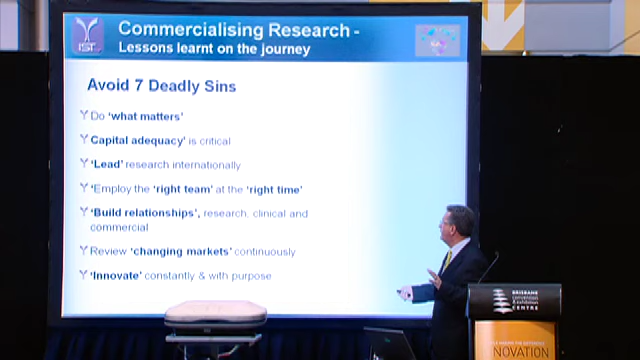 Commercialising Research -
Lessons learnt on the journey
IST
Avoid 7 Deadly Sins
Do 'what matters'
Capital adequacy' is critical
'Lead' research internationally
'Employ the 'right team' at the 'right time'
'Build relationships', research, clinical and
commercial
Review 'changing markets' continuously
'Innovate' constantly & with purpose
BRISBANE
convention
& exhibition
CENTRE
NOVATION